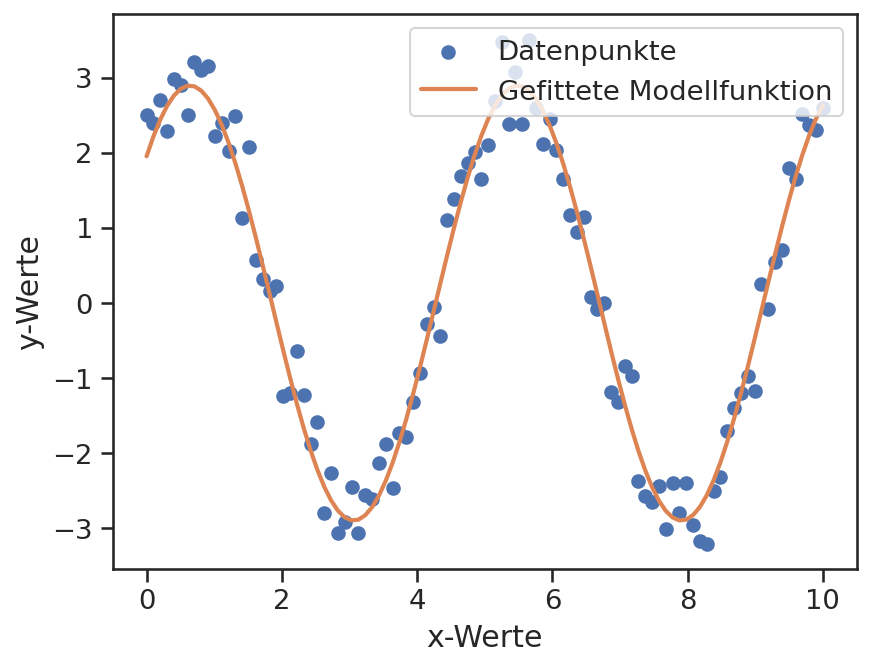 Datenpunkte
Gefittete Modellfunktion
3
2
1
0
−1
−2
−3
y-Werte
0 2 4 6 8 10
x-Werte